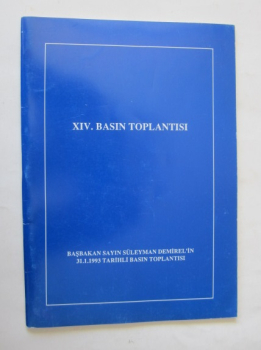 XIV. BASIN TOPLANTISI
BAŞBAKAN SAYIN SÜLEYMAN DEMİREL'İN
31.1.1993 TARİHLİ BASIN TOPLANTISI